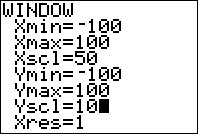 WINDOW
Xmin=-100
Xmax=100
Xscl=50
Ymin=-100
Ymax=100
Yscl=10
Xres=1